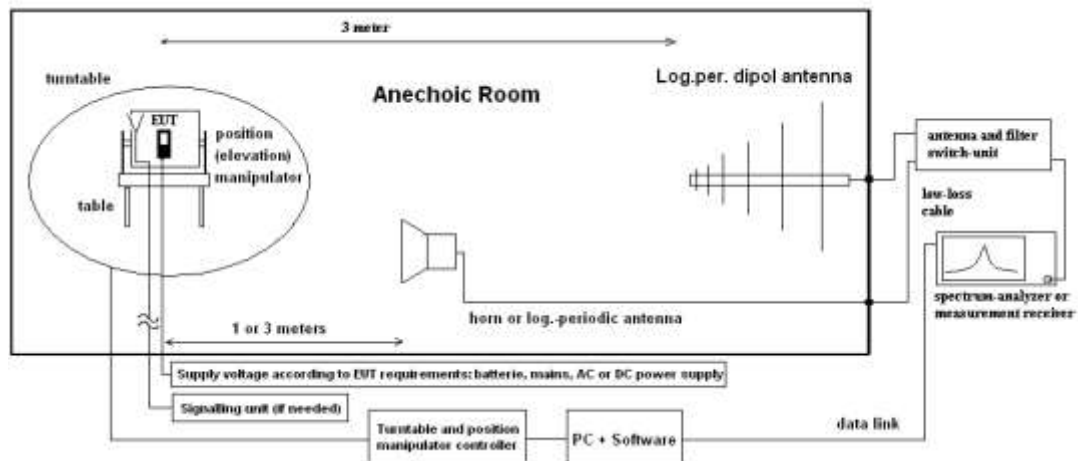 3 meter
turntable
Log.per. dipol antenna
Anechoic Room
EUT
position
(elevation)
manipulator
table
antenna and filter
switch-unit
low-loss
cable
spectrum-analyzer or
measurement receiver
horn or log.-periodic antenna
1 or 3 meters
Supply voltage according to EUT requirements: batterie, mains, AC or DC power supply
Signalling unit (if needed)
Turntable and position
manipulator controller
PC + Software
data link